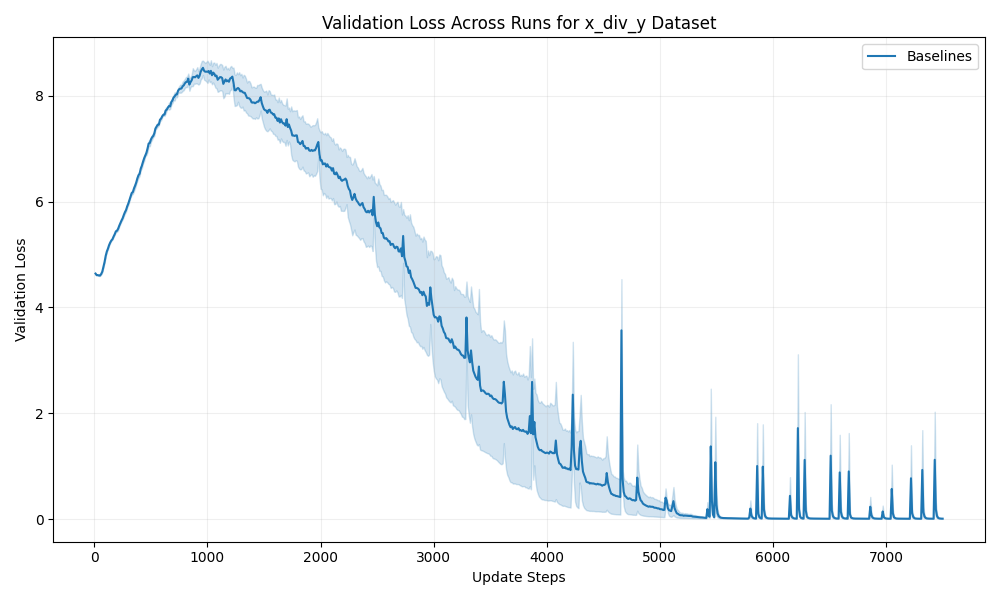 Validation Loss Across Runs for x_div_y Dataset
Baselines
Validation Loss
8
6
4
2
0
0 1000 2000 3000 4000 5000 6000 7000
Update Steps